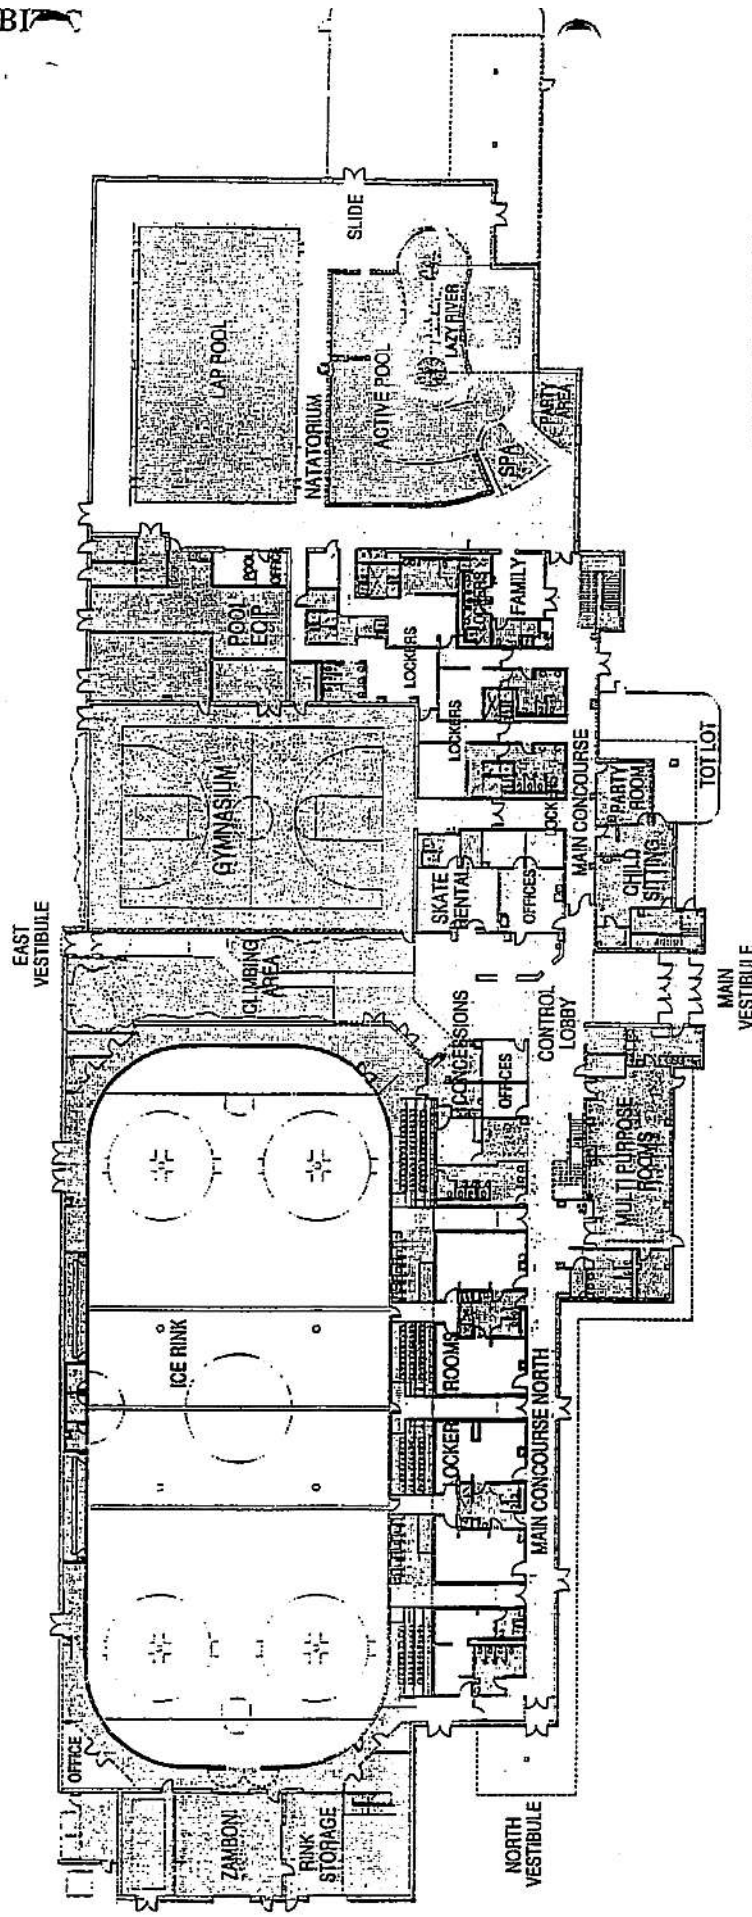 SLIDE
LAP POOL
NATATORIUM
ACTIVE POOL
LAZY RIVER
SPA
PARTY
AREA
POOL
OFFICE
POOL
EQIP
LOCKERS
FAMILY
LOCKERS
LOCKERS
LOCKERS
GYMNASIUM
MAIN CONCOURSE
TOT LOT
PARTY
ROOM
CHILD
SITTING
SKATE
RENTAL
OFFICES
EAST
VESTIBULE
CLIMBING
AREA
CONCESSIONS
CONTROL
LOBBY
OFFICES
MAIN
VESTIBULE
MULTI PURPOSE
ROOMS
ICE RINK
LOCKER ROOMS
MAIN CONCOURSE NORTH
OFFICE
ZAMBONI
RINK
STORAGE
NORTH
VESTIBULE